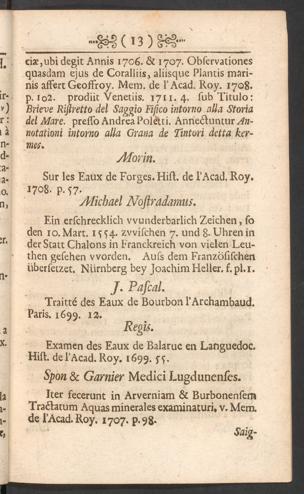 ( 13 )
ciæ, ubi degit Annis 1706. & 1707. Observationes
quasdam ejus de Coralliis, aliisque Plantis mari-
nis affert Geoffroy. Mem. de l'Acad. Roy. 1708.
p. 102. prodiit Venetiis. 1711. 4. sub Titulo:
Brieve Ristretto del Saggio Fisico intorno alla Storia
del Mare. presso Andrea Poletti. Annectuntur An-
notationi intorno alla Grana de Tintori detta ker-
mes.
Morin.
Sur les Eaux de Forges. Hist. de l'Acad. Roy.
1708. p. 57.
Michael Nostradamus.
Ein erschrecklich vvunderbarlich Zeichen, so
den 10. Mart. 1554. zvvischen 7. und 8. Uhren in
der Statt Chalons in Franckreich von vielen Leu-
then gesehen vvorden. Auss dem Französischen
übersetzet. Nürnberg bey Joachim Heller. f. pl. 1.
J. Pascal.
Traitté des Eaux de Bourbon l'Archambaud.
Paris. 1699. 12.
Regis.
Examen des Eaux de Balaruc en Languedoc.
Hist. de l'Acad. Roy. 1699. 55.
Spon & Garnier Medici Lugdunenses.
Iter fecerunt in Arverniam & Burbonensem
Tractatum Aquas minerales examinaturi, v. Mem.
de l'Acad. Roy. 1707. p. 98.
Saig-